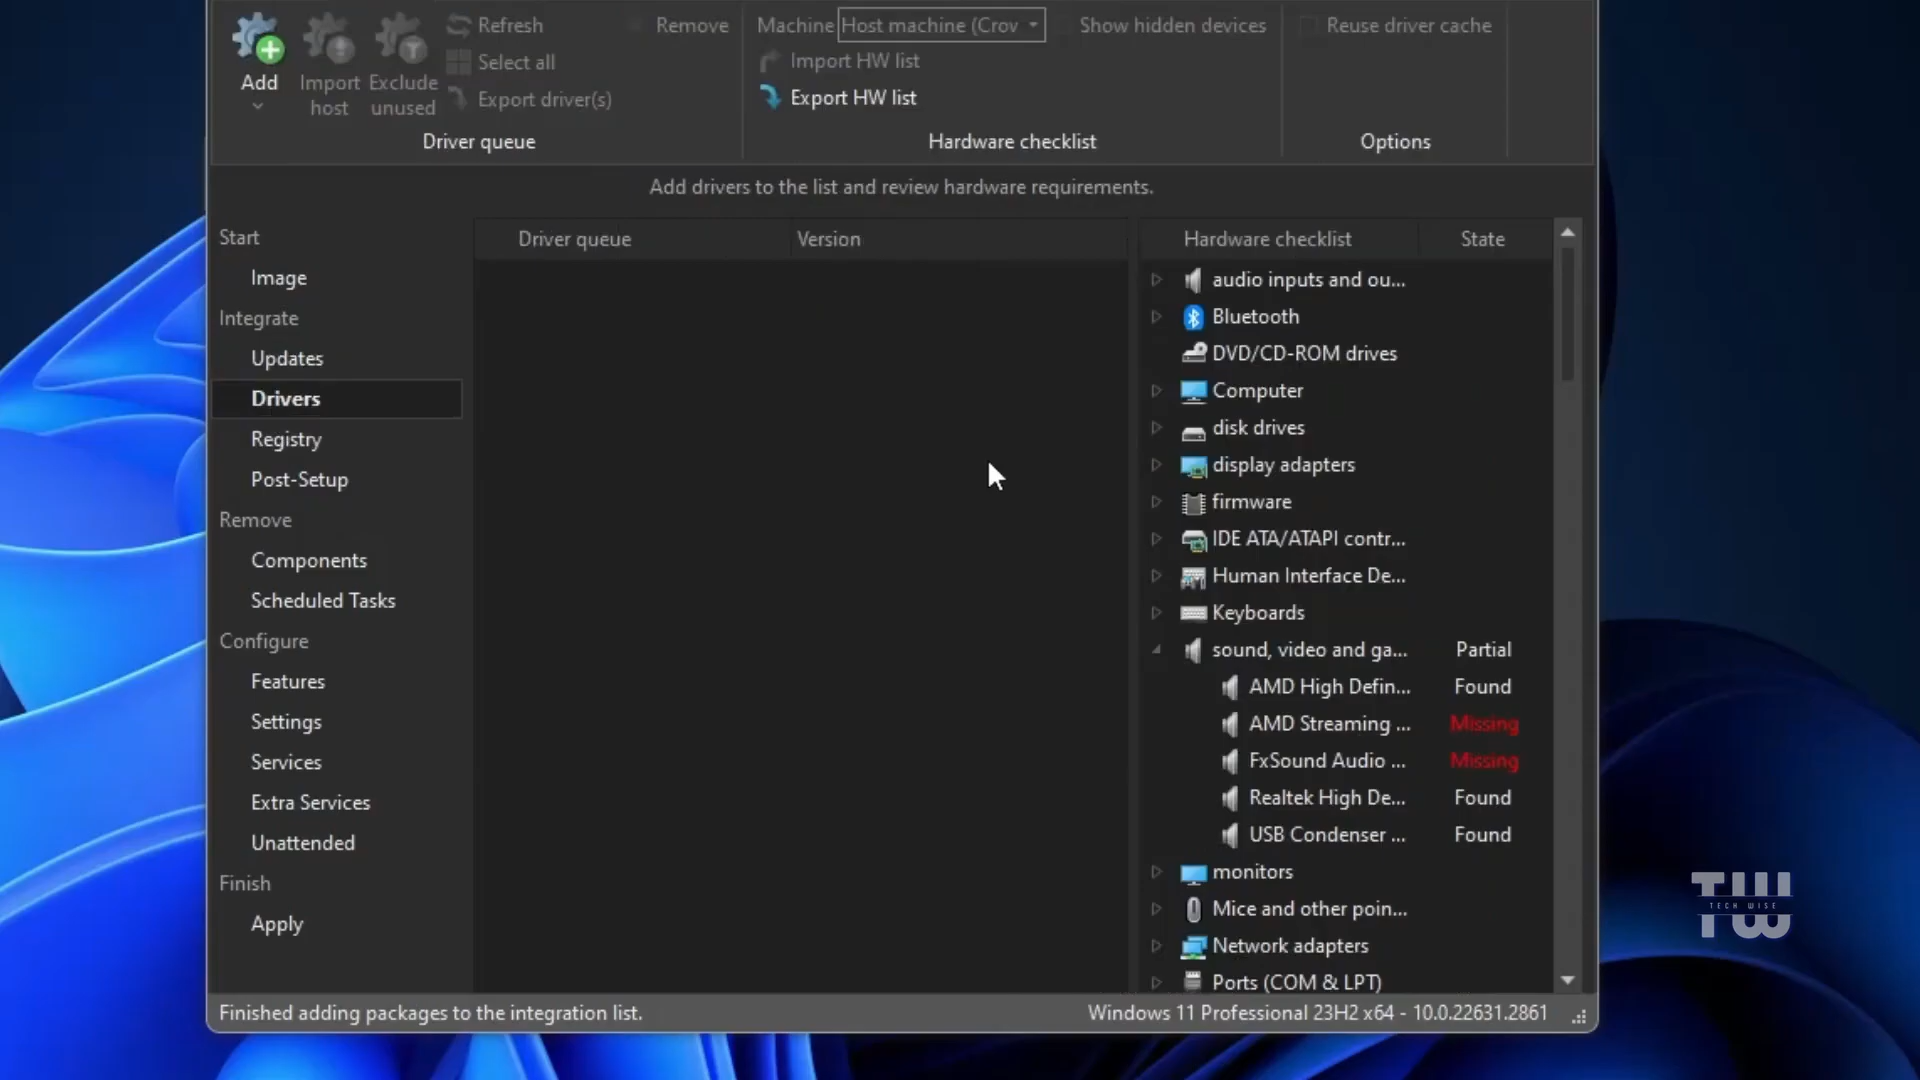 Add
Import host
Exclude unused
Refresh
Select all
Export driver(s)
Remove
Driver queue
Machine
Host machine (Crov
Import HW list
Export HW list
Show hidden devices
Hardware checklist
Reuse driver cache
Options
Add drivers to the list and review hardware requirements.
Start
Image
Integrate
Updates
Drivers
Registry
Post-Setup
Remove
Components
Scheduled Tasks
Configure
Features
Settings
Services
Extra Services
Unattended
Finish
Apply
Driver queue Version
Hardware checklist State
audio inputs and ou...
Bluetooth
DVD/CD-ROM drives
Computer
disk drives
display adapters
firmware
IDE ATA/ATAPI contr...
Human Interface De...
Keyboards
sound, video and ga... Partial
AMD High Defin... Found
AMD Streaming ... Missing
FxSound Audio ... Missing
Realtek High De... Found
USB Condenser ... Found
monitors
Mice and other poin...
Network adapters
Ports (COM & LPT)
Finished adding packages to the integration list.
Windows 11 Professional 23H2 x64 - 10.0.22631.2861
TW
TECH WISE